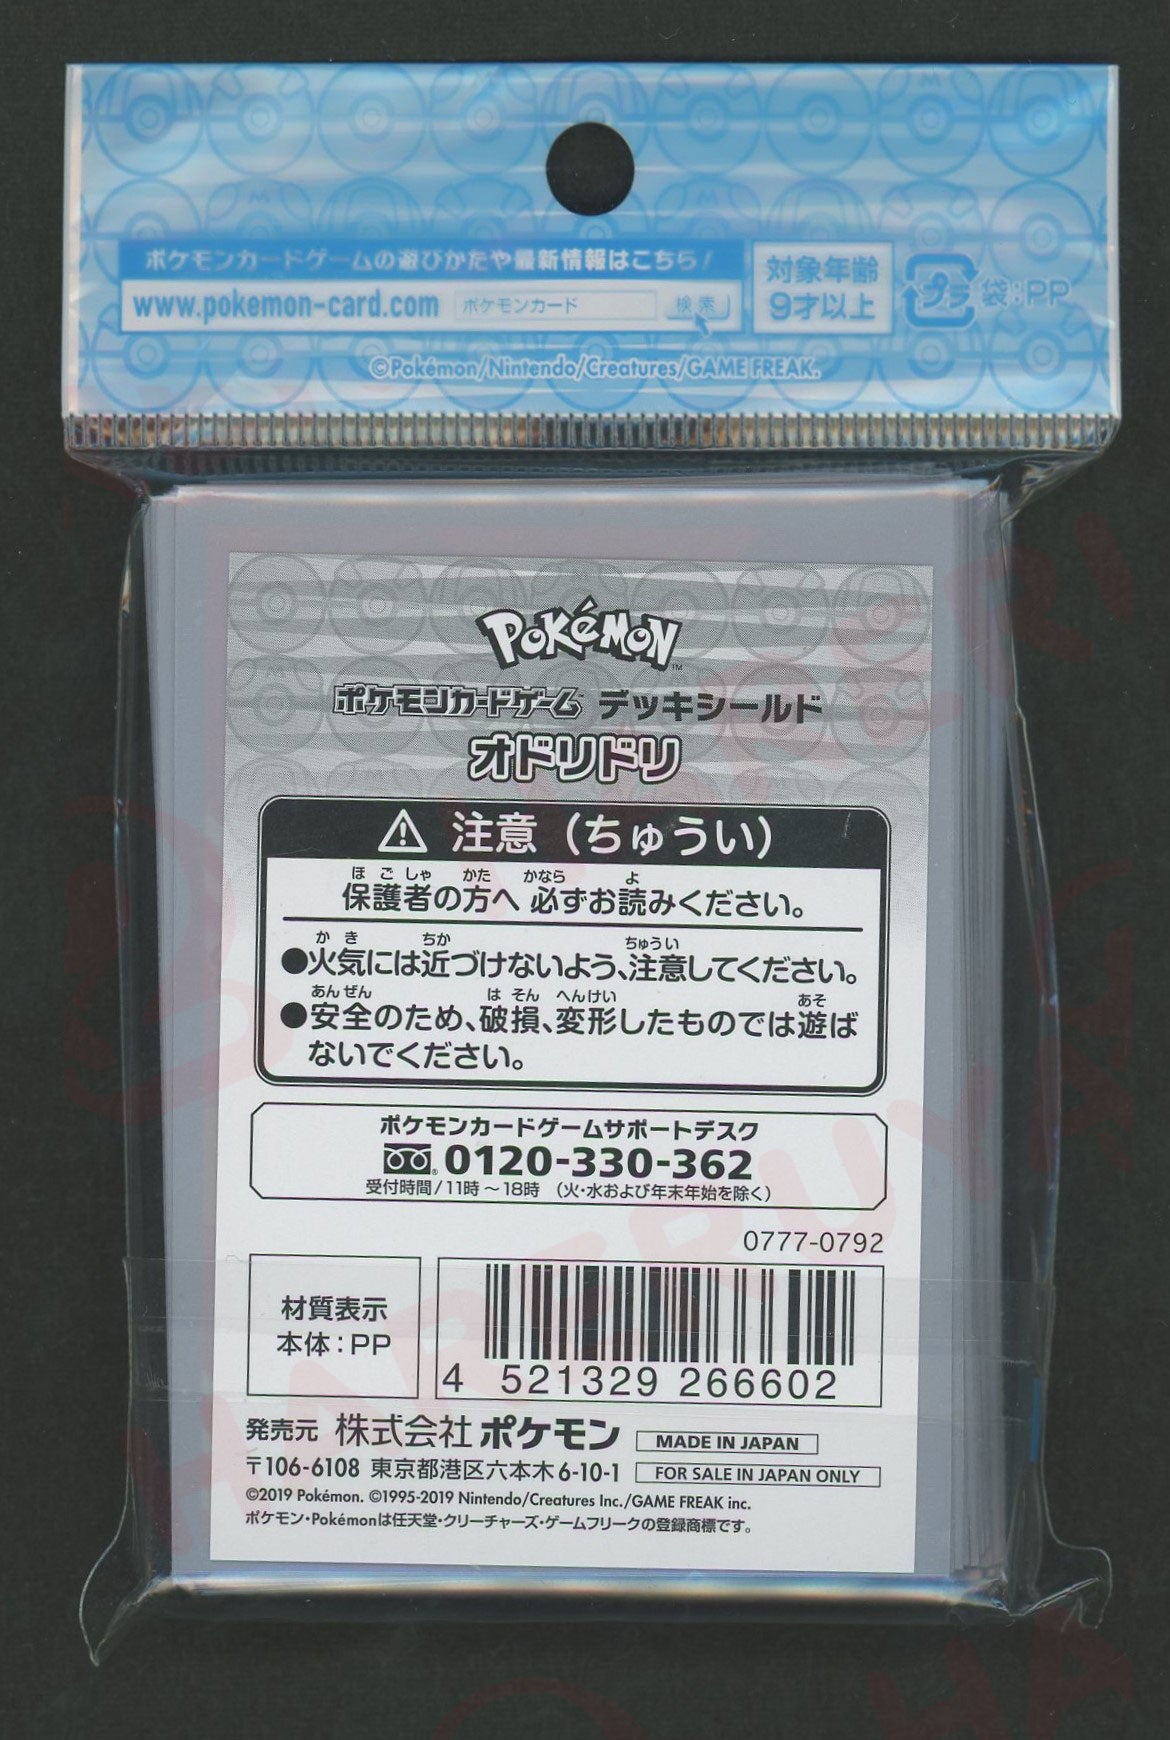 ポケモンカードゲームの遊びかたや最新情報はこちら！
www.pokemon-card.com ポケモンカード 検索
対象年齢
9才以上
プラ 袋：PP
©Pokémon/Nintendo/Creatures/GAME FREAK.
POKéMON™
ポケモンカードゲーム デッキシールド
オドリドリ
⚠ 注意（ちゅうい）
ほごしゃ かた かなら よ
保護者の方へ 必ずお読みください。
かき ちか ちゅうい
●火気には近づけないよう、注意してください。
あんぜん はそん へんけい あそ
●安全のため、破損、変形したものでは遊ば
ないでください。
ポケモンカードゲームサポートデスク
0120-330-362
受付時間/11時～18時 （火・水および年末年始を除く）
0777-0792
材質表示
本体：PP
4 521329 266602
発売元 株式会社 ポケモン MADE IN JAPAN
〒106-6108 東京都港区六本木6-10-1 FOR SALE IN JAPAN ONLY
©2019 Pokémon. ©1995-2019 Nintendo/Creatures Inc./GAME FREAK inc.
ポケモン・Pokémonは任天堂・クリーチャーズ・ゲームフリークの登録商標です。